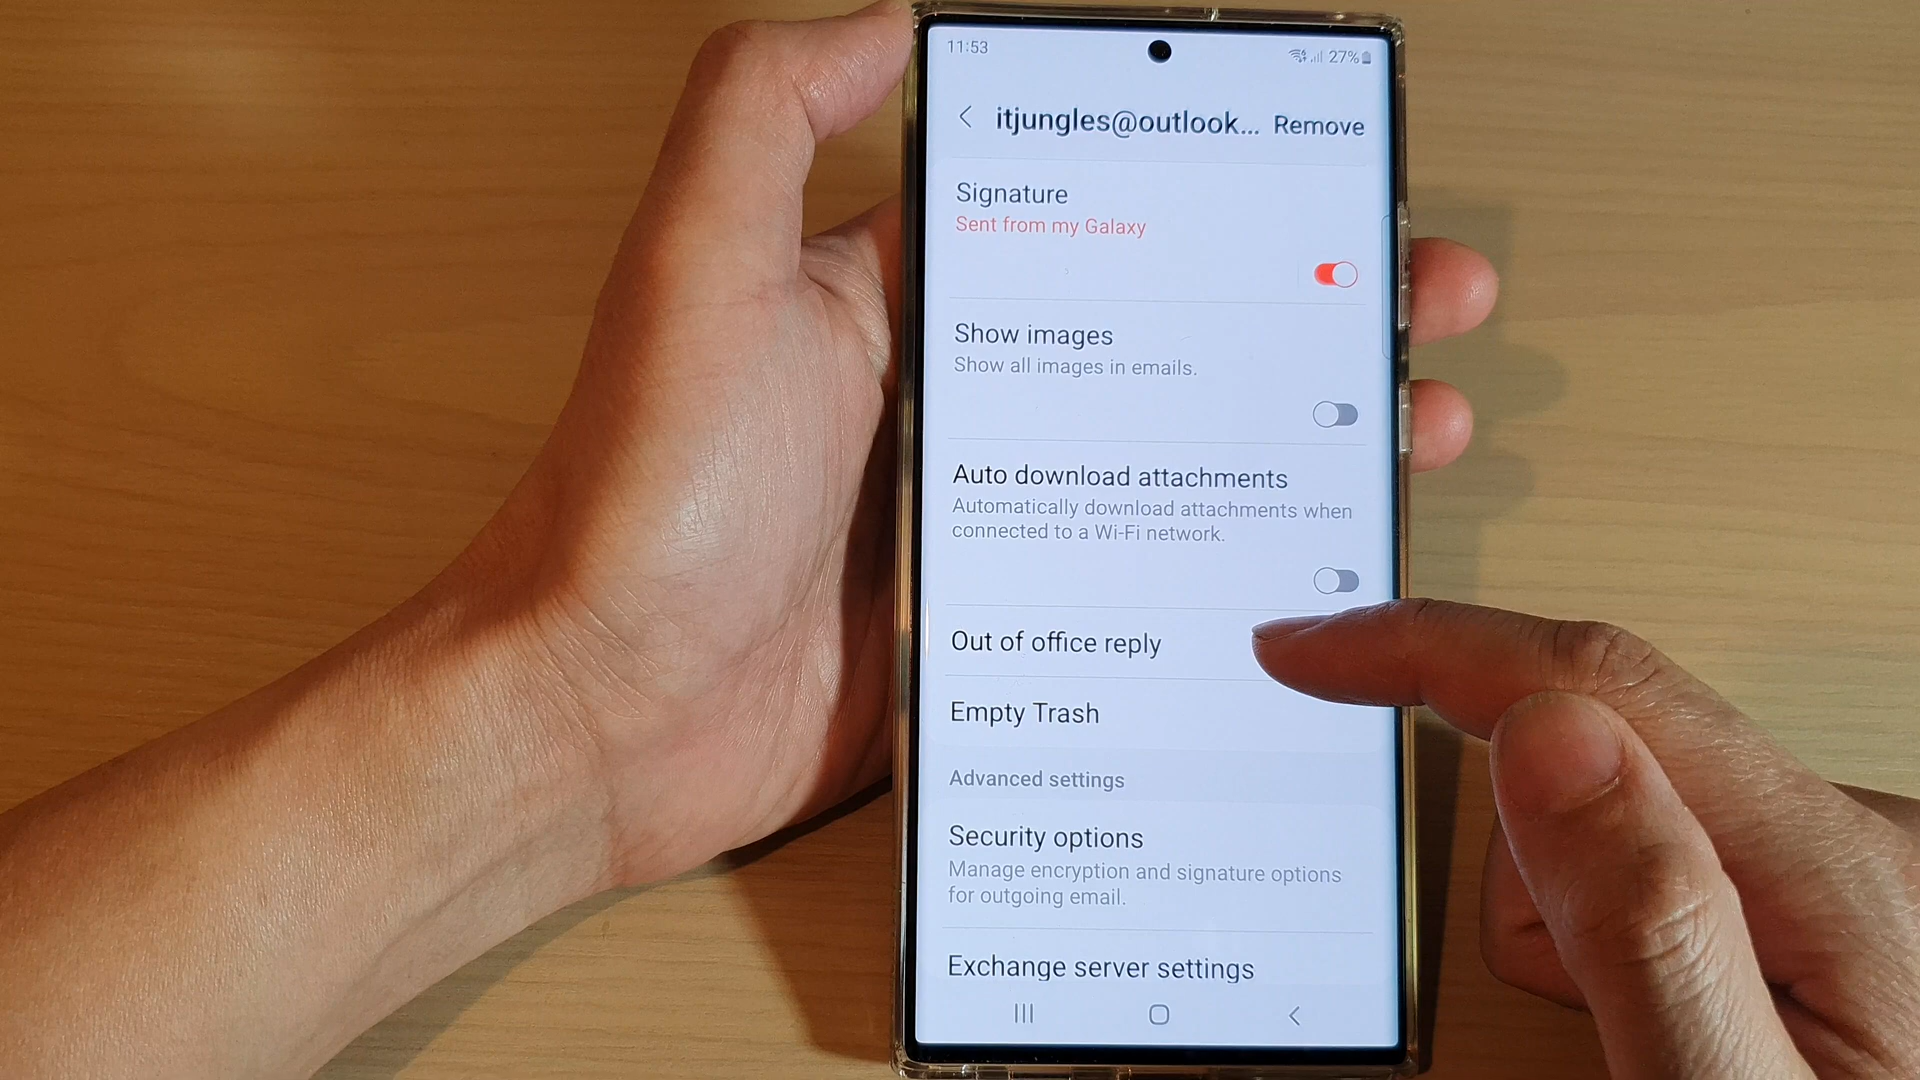 11:53
27%
itjungles@outlook... Remove
Signature
Sent from my Galaxy
Show images
Show all images in emails.
Auto download attachments
Automatically download attachments when
connected to a Wi-Fi network.
Out of office reply
Empty Trash
Advanced settings
Security options
Manage encryption and signature options
for outgoing email.
Exchange server settings